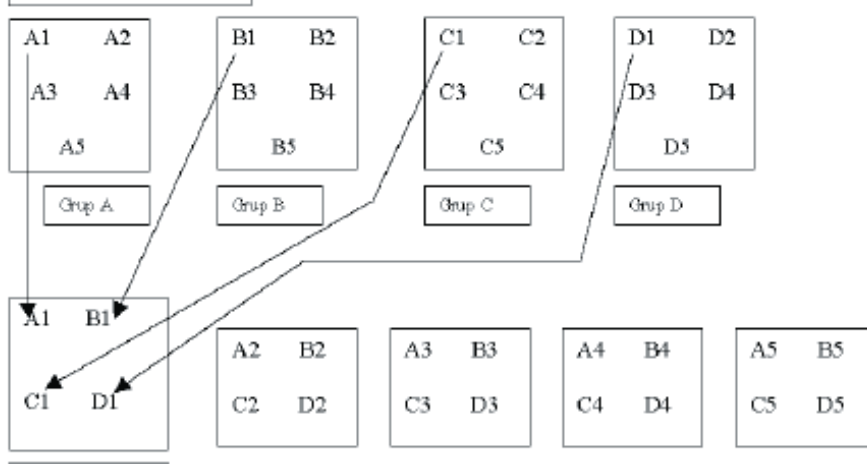 A1 A2 B1 B2 C1 C2 D1 D2
A3 A4 B3 B4 C3 C4 D3 D4
A5 B5 C5 D5
Grup A Grup B Grup C Grup D
A1 B1
A2 B2 A3 B3 A4 B4 A5 B5
C1 D1
C2 D2 C3 D3 C4 D4 C5 D5